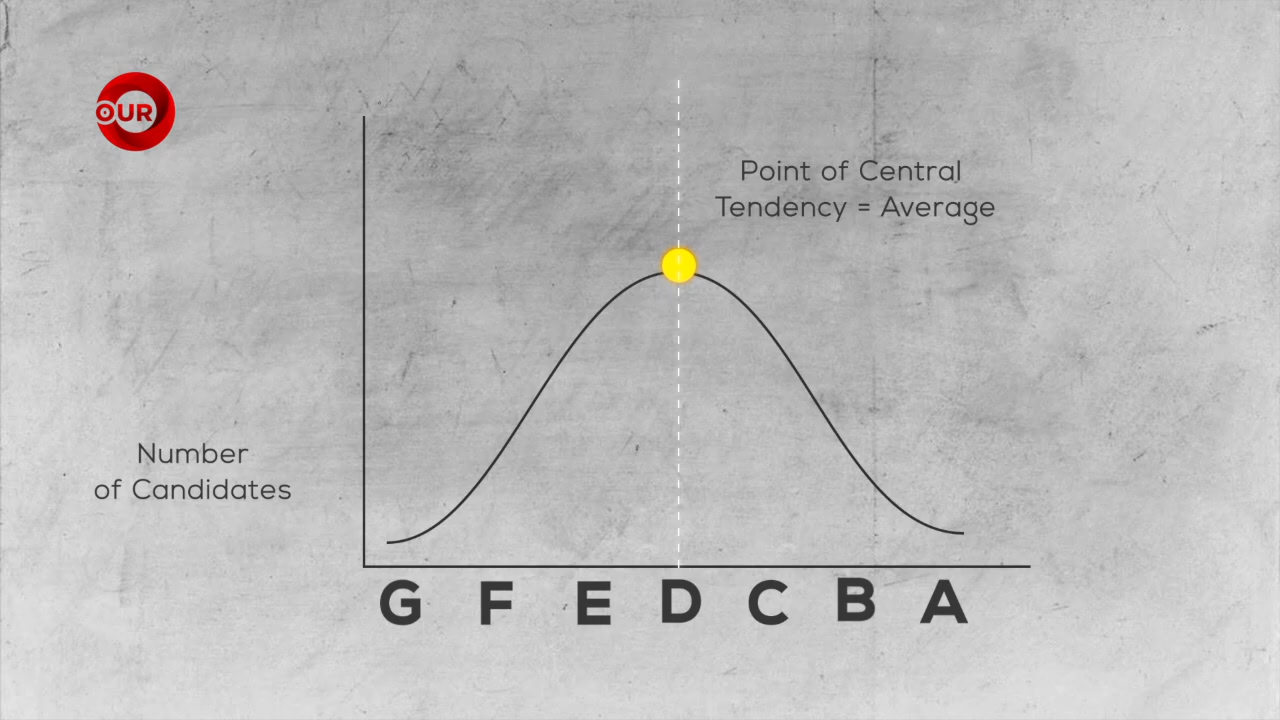 OUR
Point of Central
Tendency = Average
Number
of Candidates
G F E D C B A